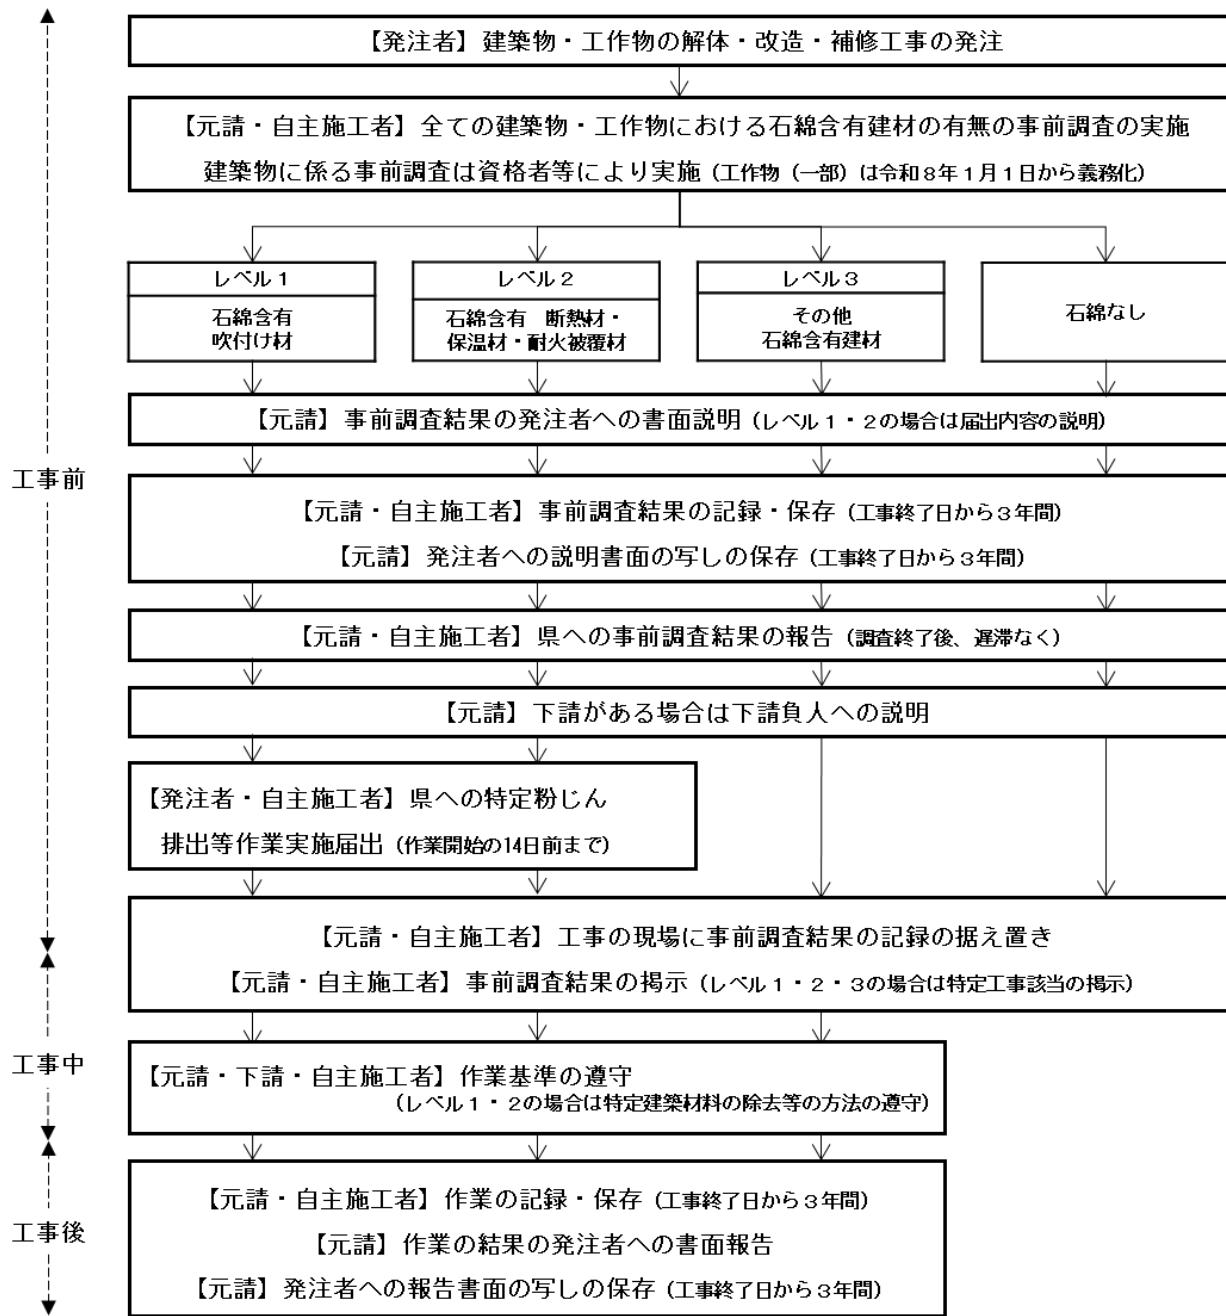 【発注者】建築物・工作物の解体・改造・補修工事の発注
【元請・自主施工者】全ての建築物・工作物における石綿含有建材の有無の事前調査の実施
建築物に係る事前調査は資格者等により実施（工作物（一部）は令和８年１月１日から義務化）
レベル１
石綿含有
吹付け材
レベル２
石綿含有　断熱材・
保温材・耐火被覆材
レベル３
その他
石綿含有建材
石綿なし
【元請】事前調査結果の発注者への書面説明（レベル１・２の場合は届出内容の説明）
工事前
【元請・自主施工者】事前調査結果の記録・保存（工事終了日から３年間）
【元請】発注者への説明書面の写しの保存（工事終了日から３年間）
【元請・自主施工者】県への事前調査結果の報告（調査終了後、遅滞なく）
【元請】下請がある場合は下請負人への説明
【発注者・自主施工者】県への特定粉じん
排出等作業実施届出（作業開始の14日前まで）
【元請・自主施工者】工事の現場に事前調査結果の記録の据え置き
【元請・自主施工者】事前調査結果の掲示（レベル１・２・３の場合は特定工事該当の掲示）
工事中
【元請・下請・自主施工者】作業基準の遵守
（レベル１・２の場合は特定建築材料の除去等の方法の遵守）
工事後
【元請・自主施工者】作業の記録・保存（工事終了日から３年間）
【元請】作業の結果の発注者への書面報告
【元請】発注者への報告書面の写しの保存（工事終了日から３年間）